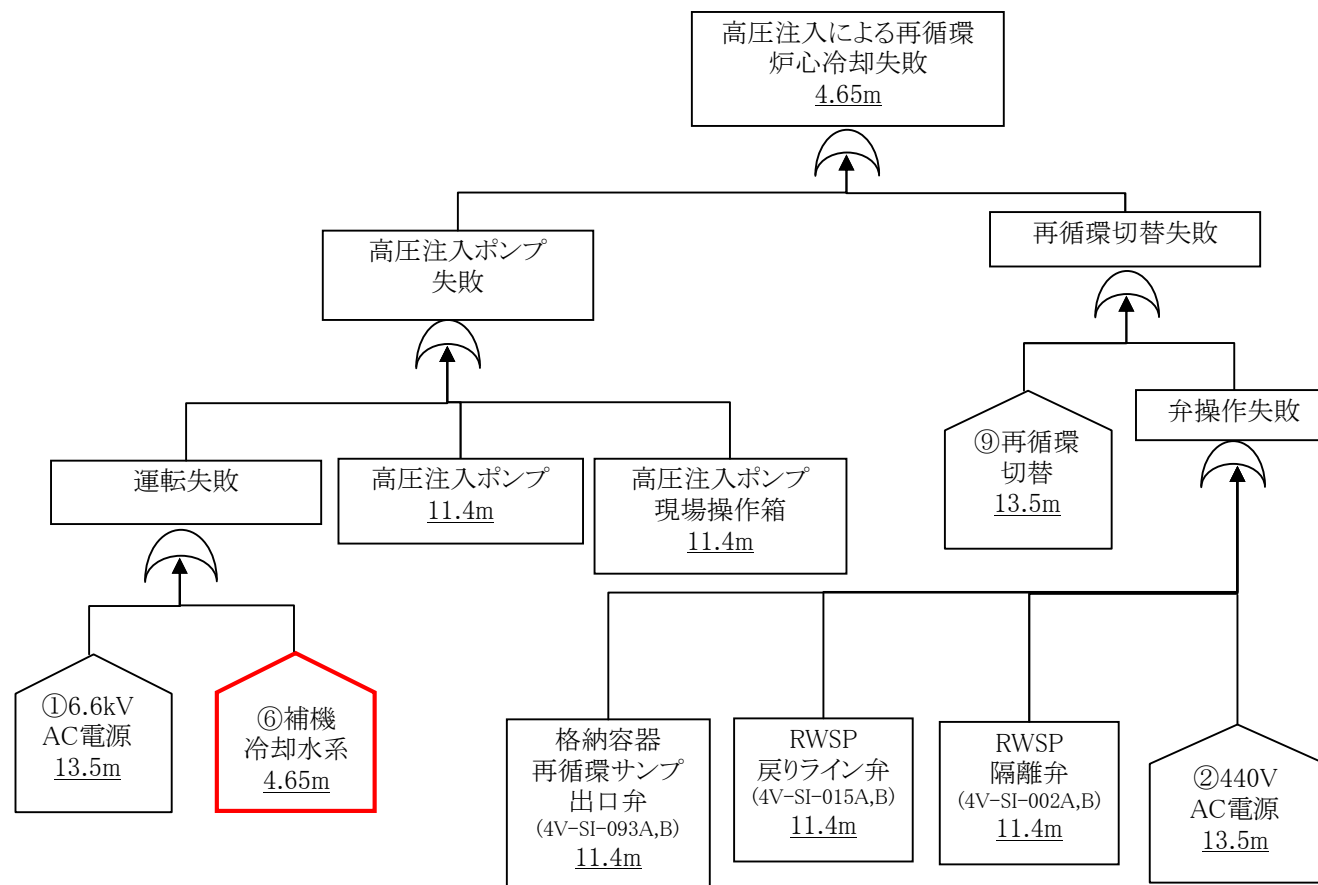 高圧注入による再循環
炉心冷却失敗
4.65m
高圧注入ポンプ
失敗
再循環切替失敗
運転失敗
高圧注入ポンプ
11.4m
高圧注入ポンプ
現場操作箱
11.4m
⑨再循環
切替
13.5m
弁操作失敗
①6.6kV
AC電源
13.5m
⑥補機
冷却水系
4.65m
格納容器
再循環サンプ
出口弁
(4V-SI-093A,B)
11.4m
RWSP
戻りライン弁
(4V-SI-015A,B)
11.4m
RWSP
隔離弁
(4V-SI-002A,B)
11.4m
②440V
AC電源
13.5m